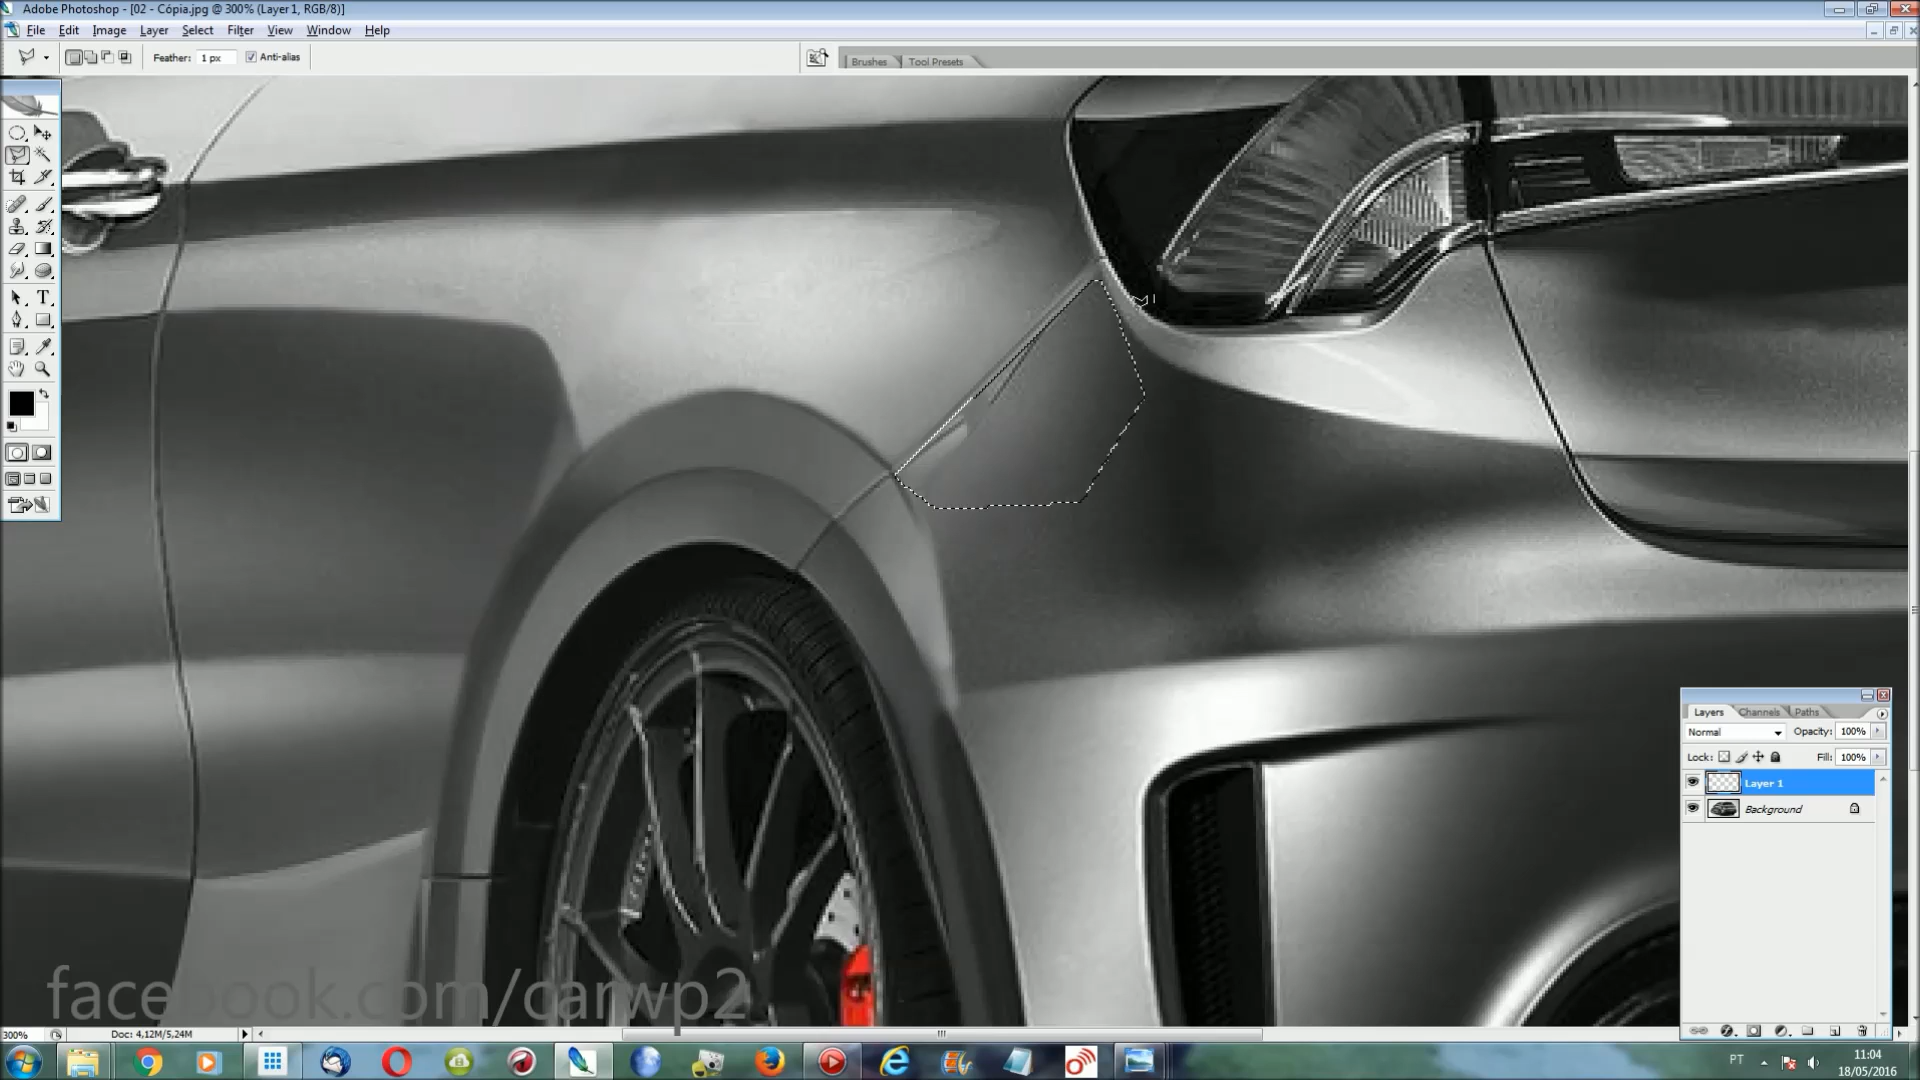 Adobe Photoshop - [02 - Cópia.jpg @ 300% (Layer 1, RGB/8)]
File Edit Image Layer Select Filter View Window Help
Feather: 1 px Anti-alias Brushes Tool Presets
Layers Channels Paths
Normal Opacity: 100%
Lock: Fill: 100%
Layer 1
Background
facebook.com/carwp2
300% Doc: 4,12M/5,24M
PT 11:04
18/05/2016